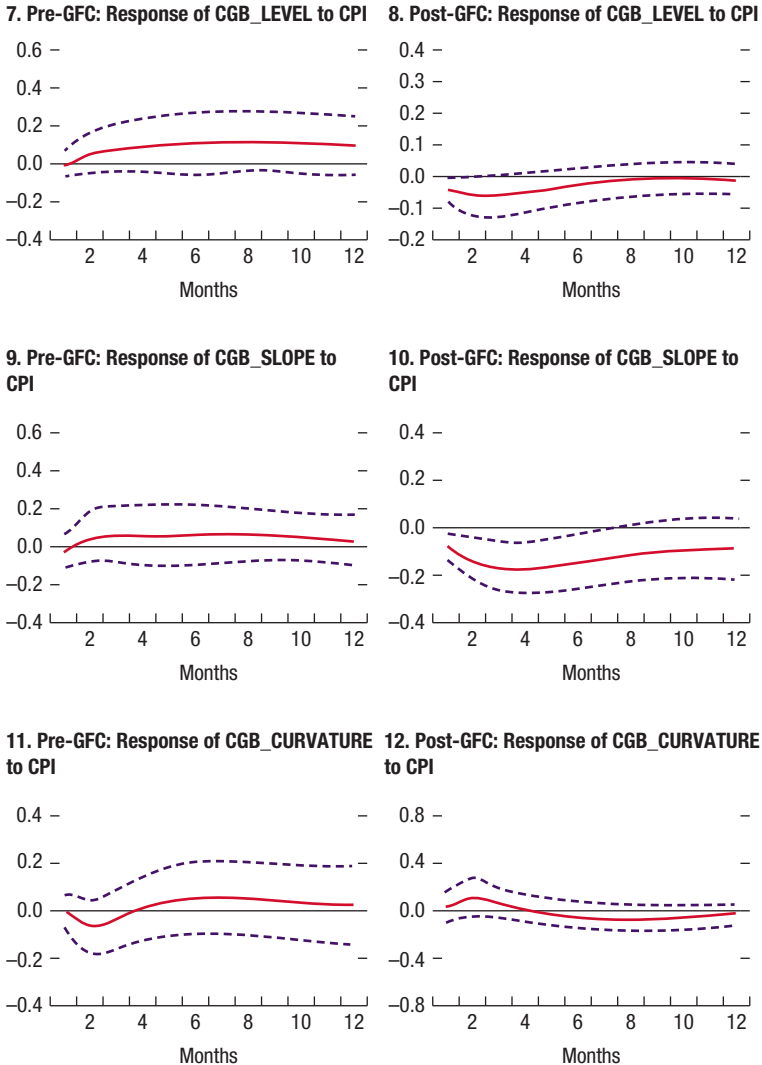 7. Pre-GFC: Response of CGB_LEVEL to CPI
0.6
0.4
0.2
0.0
–0.2
–0.4
2 4 6 8 10 12
Months
8. Post-GFC: Response of CGB_LEVEL to CPI
0.4
0.3
0.2
0.1
0.0
–0.1
–0.2
2 4 6 8 10 12
Months
9. Pre-GFC: Response of CGB_SLOPE to
CPI
0.6
0.4
0.2
0.0
–0.2
–0.4
2 4 6 8 10 12
Months
10. Post-GFC: Response of CGB_SLOPE to
CPI
0.4
0.2
0.0
–0.2
–0.4
2 4 6 8 10 12
Months
11. Pre-GFC: Response of CGB_CURVATURE
to CPI
0.4
0.2
0.0
–0.2
–0.4
2 4 6 8 10 12
Months
12. Post-GFC: Response of CGB_CURVATURE
to CPI
0.8
0.4
0.0
–0.4
–0.8
2 4 6 8 10 12
Months